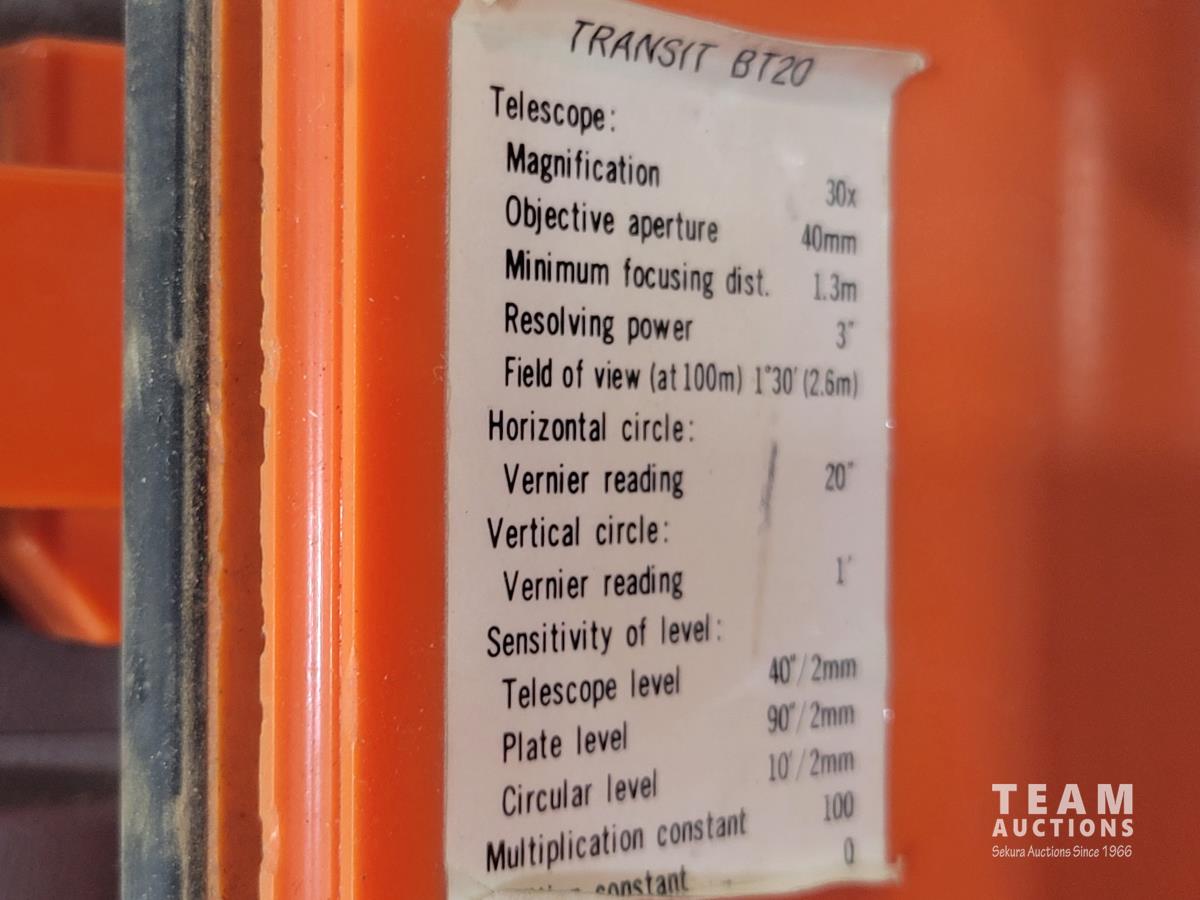 TRANSIT BT20
Telescope:
Magnification 30x
Objective aperture 40mm
Minimum focusing dist. 1.3m
Resolving power 3"
Field of view (at 100m) 1°30' (2.6m)
Horizontal circle:
Vernier reading 20"
Vertical circle:
Vernier reading 1'
Sensitivity of level:
Telescope level 40"/2mm
Plate level 90"/2mm
Circular level 10'/2mm
Multiplication constant 100
constant 0
TEAM
AUCTIONS
Sekura Auctions Since 1966